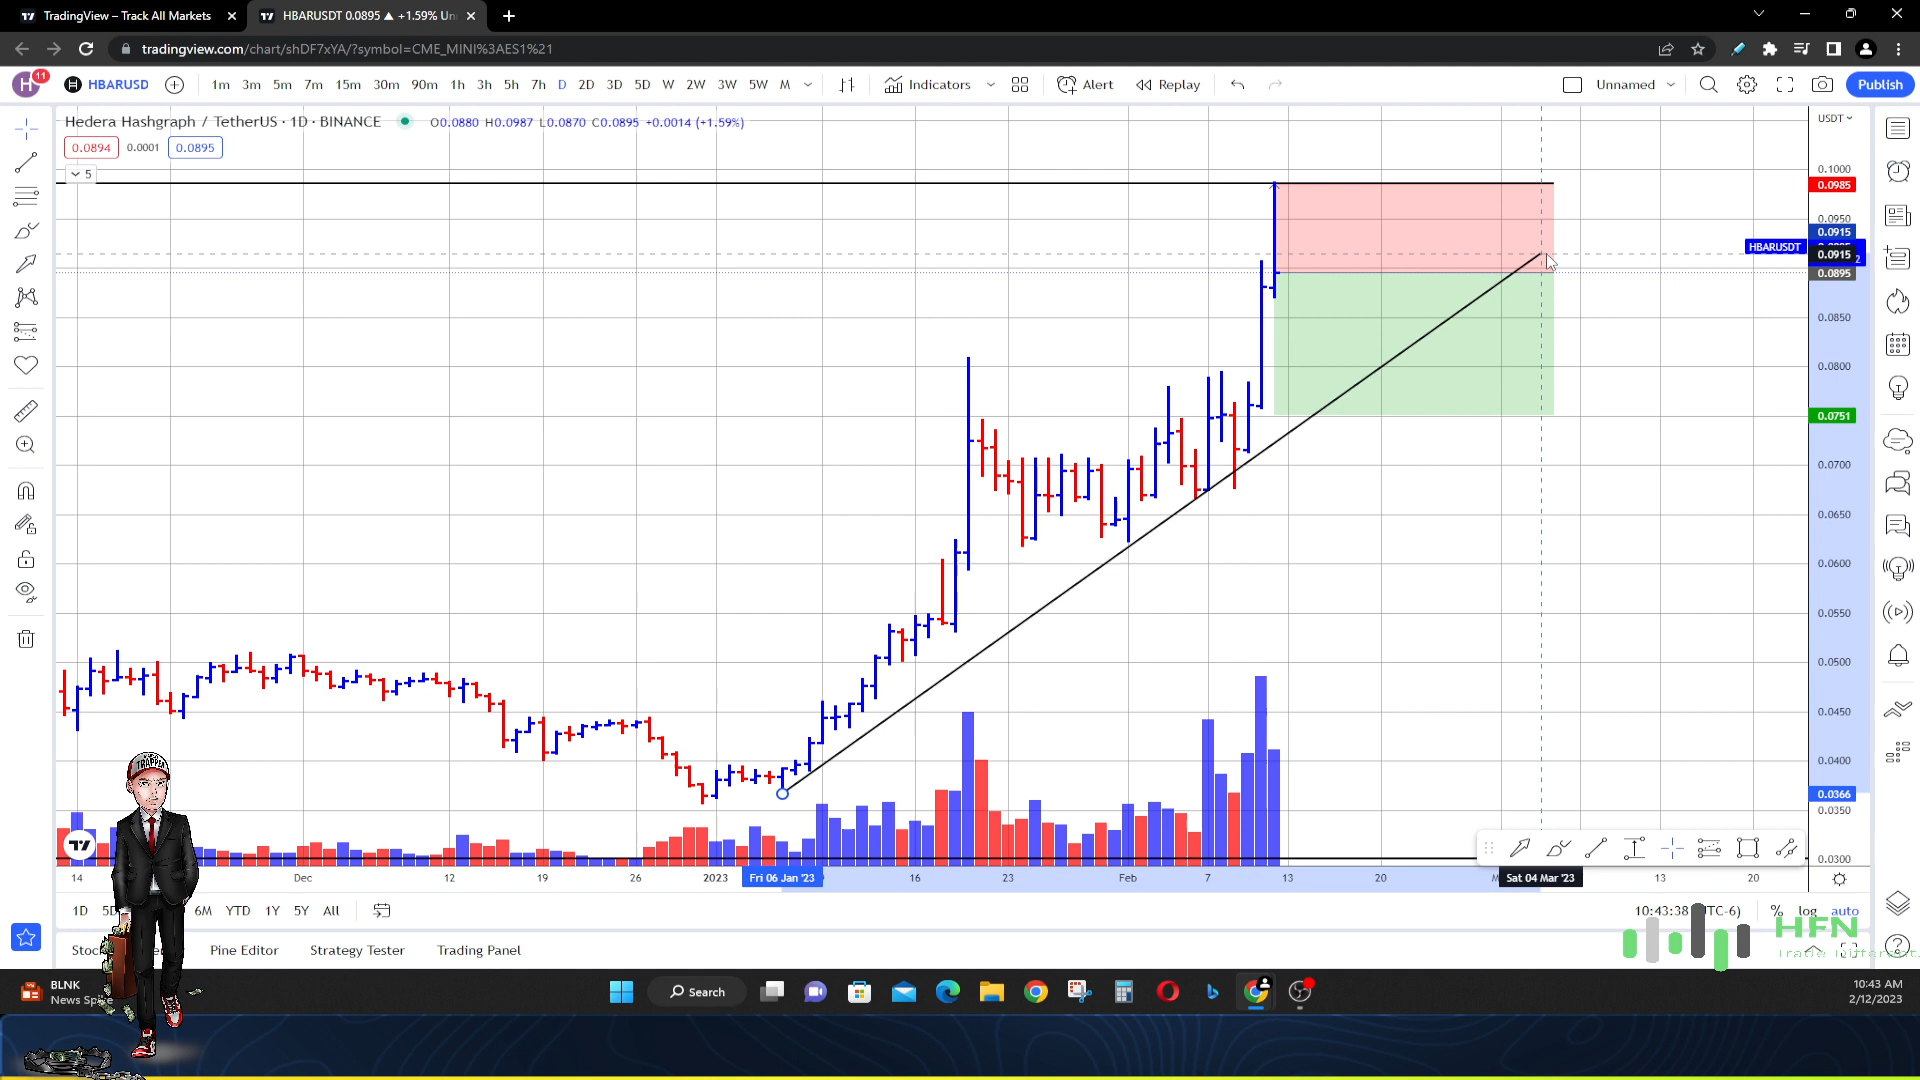 TradingView – Track All Markets
HBARUSDT 0.0895 ▲ +1.59% Un
tradingview.com/chart/shDF7xYA/?symbol=CME_MINI%3AES1%21
H 11 HBARUSD 1m 3m 5m 7m 15m 30m 90m 1h 3h 5h 7h D 2D 3D 5D W 2W 3W 5W M Indicators Alert Replay Unnamed Publish
Hedera Hashgraph / TetherUS · 1D · BINANCE O0.0880 H0.0987 L0.0870 C0.0895 +0.0014 (+1.59%)
USDT
0.0894 0.0001 0.0895
5
0.1000
0.0985
0.0950
0.0915
HBARUSDT
0.0915
0.0895
0.0850
0.0800
0.0751
0.0700
0.0650
0.0600
0.0550
0.0500
0.0450
0.0400
0.0366
0.0350
0.0300
TRAPPER
14 Dec 12 19 26 2023 Fri 06 Jan '23 16 23 Feb 7 13 20 Sat 04 Mar '23 13 20
1D 6M YTD 1Y 5Y All
10:43:38 % log auto
Pine Editor Strategy Tester Trading Panel
HFN
Trade Different
BLNK
Search
10:43 AM
2/12/2023